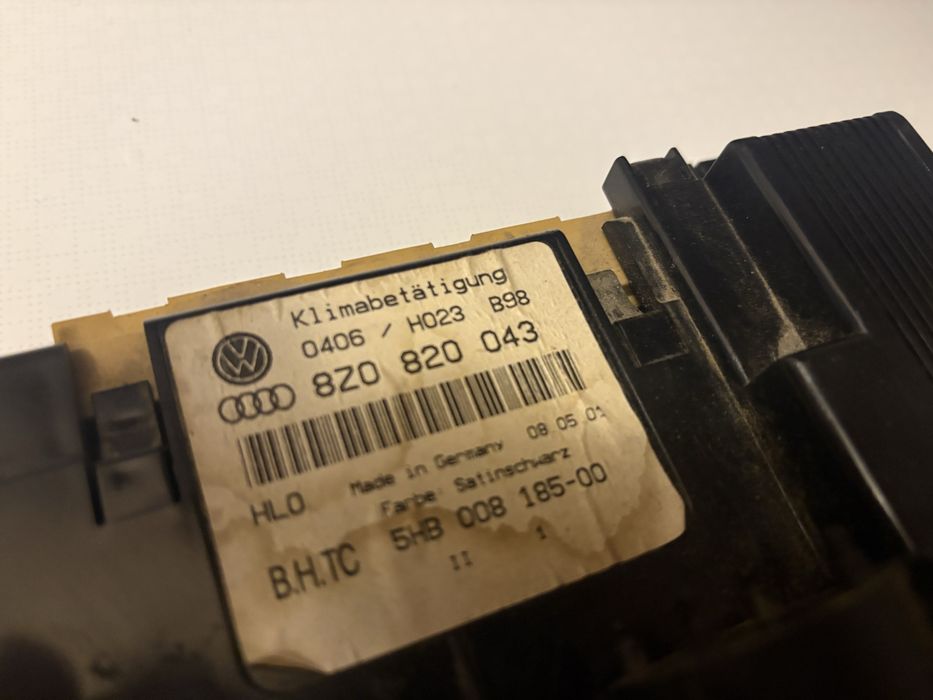 Klimabetätigung
0406 / H023 B98
8Z0 820 043
Made in Germany 08 05 01
HLO Farbe: Satinschwarz
B.H.TC 5HB 008 185-00
II 1